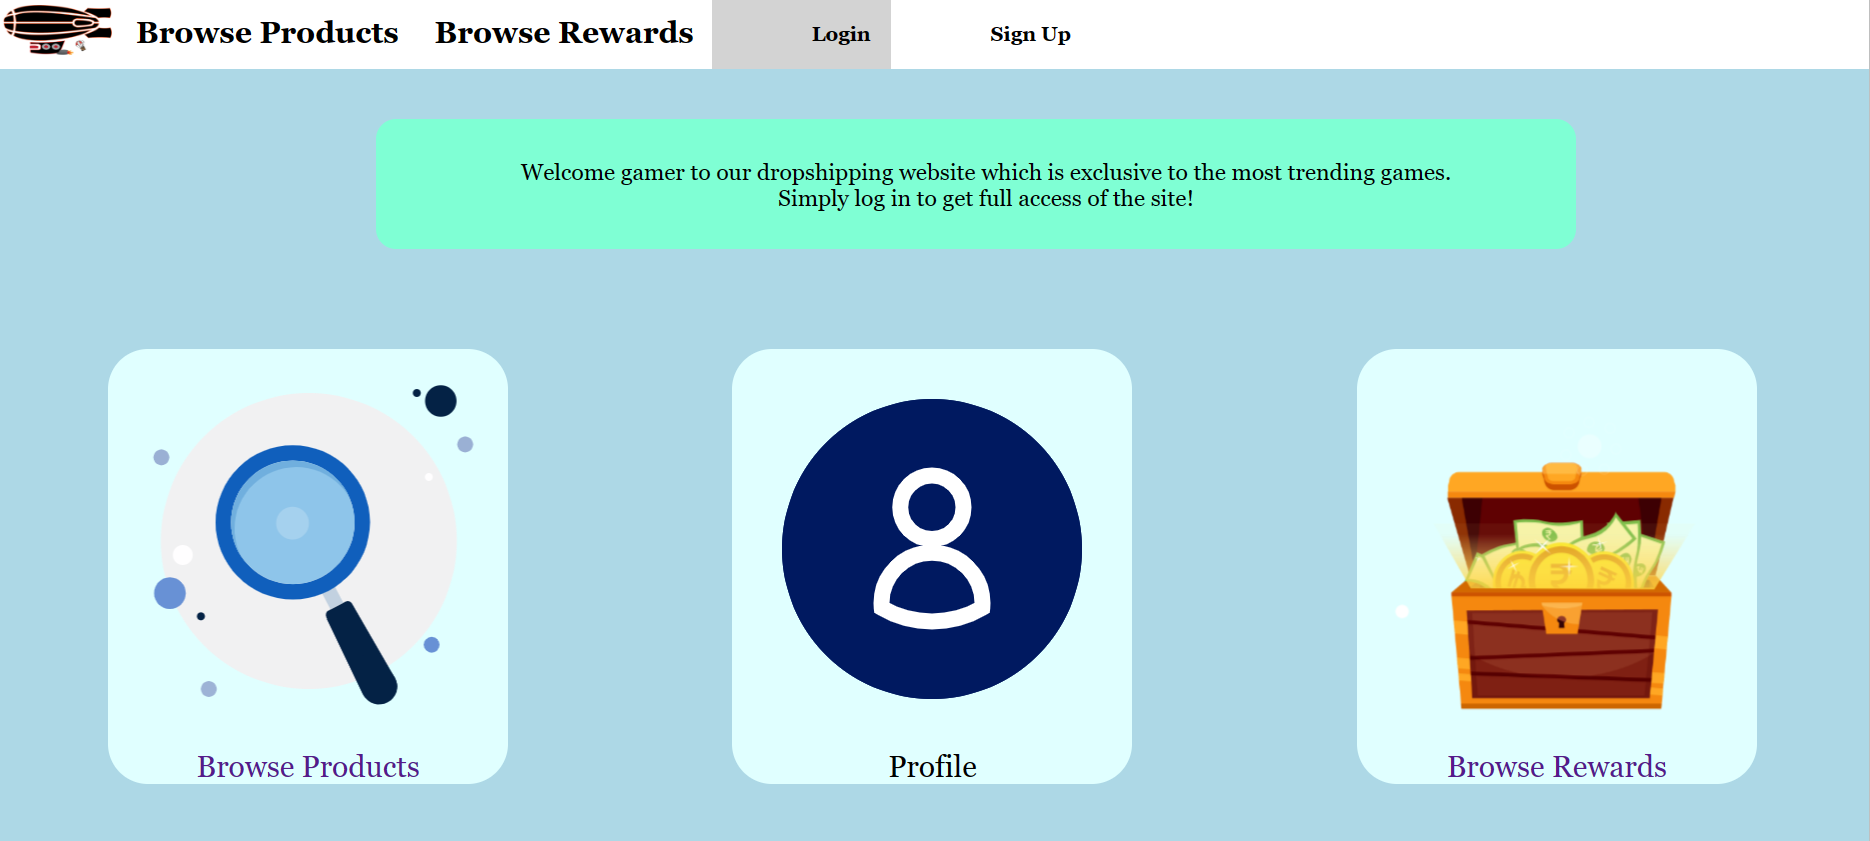 Browse Products Browse Rewards Login Sign Up
Welcome gamer to our dropshipping website which is exclusive to the most trending games.
Simply log in to get full access of the site!
Browse Products
Profile
Browse Rewards